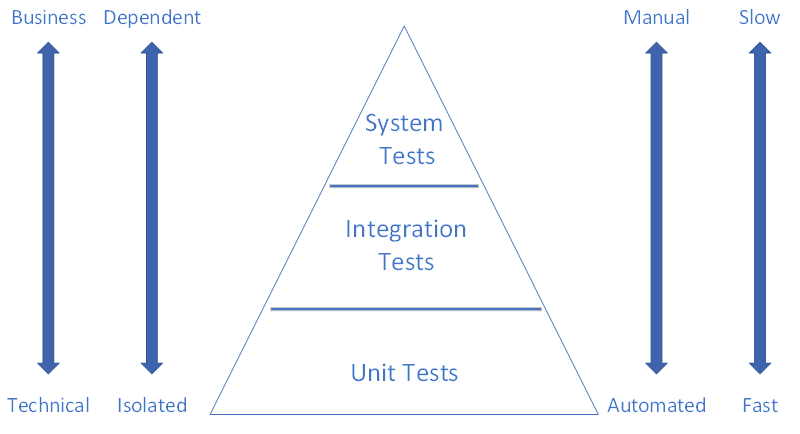 Business Dependent Manual Slow
System
Tests
Integration
Tests
Unit Tests
Technical Isolated Automated Fast